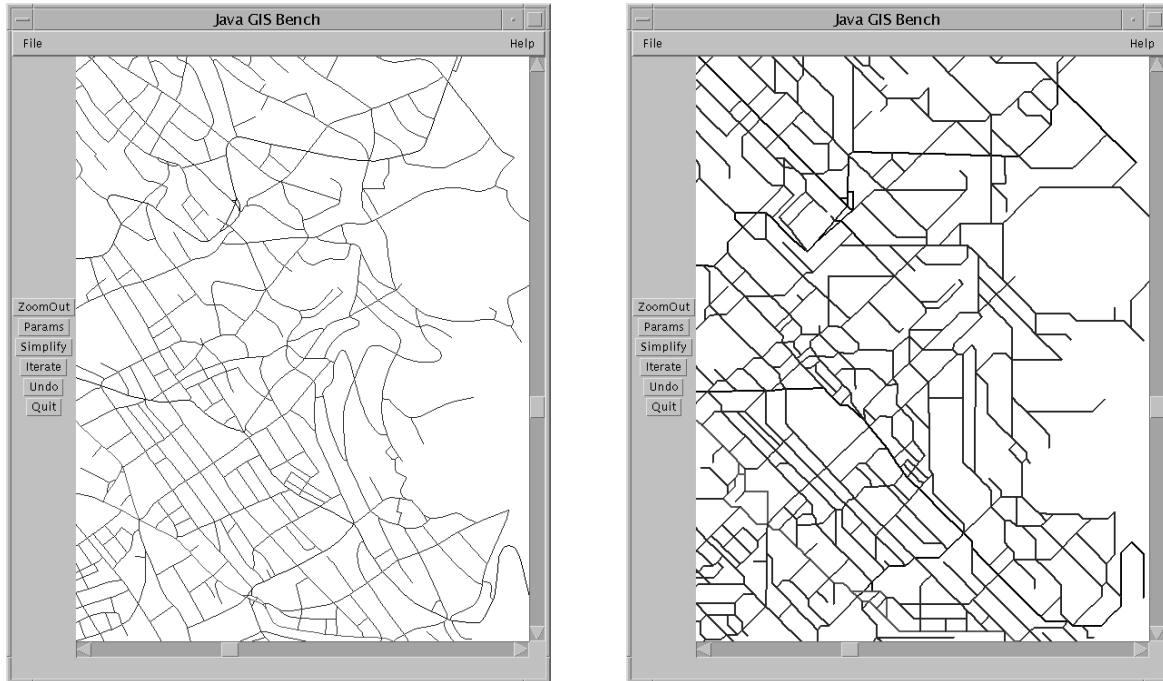 Java GIS Bench
File Help
ZoomOut
Params
Simplify
Iterate
Undo
Quit
Java GIS Bench
File Help
ZoomOut
Params
Simplify
Iterate
Undo
Quit